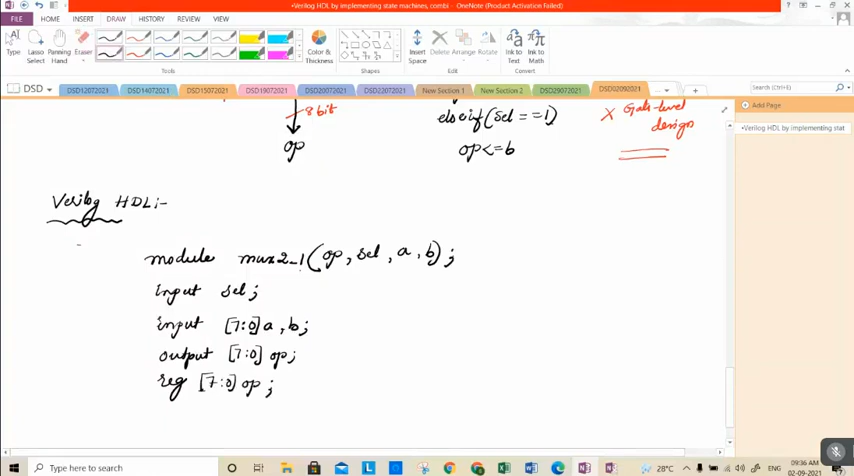 •Verilog HDL by implementing state machines, combi - OneNote (Product Activation Failed)
FILE HOME INSERT DRAW HISTORY REVIEW VIEW
Type Lasso Select Panning Hand Eraser Color & Thickness Insert Space Delete Arrange Rotate Ink to Text Ink to Math
Tools Shapes Edit Convert
DSD DSD12072021 DSD14072021 DSD15072021 DSD19072021 DSD20072021 DSD22072021 New Section 1 New Section 2 DSD29072021 DSD02092021 Search (Ctrl+E)
Add Page
•Verilog HDL by implementing stat
8 bit
op
else if (sel == 1)
op <= b
X Gate-level
design
Verilog HDL :-
module mux2_1(op, sel, a, b);
input sel;
input [7:0] a, b;
output [7:0] op;
reg [7:0] op;
Type here to search
28°C
ENG
09:36 AM
02-09-2021